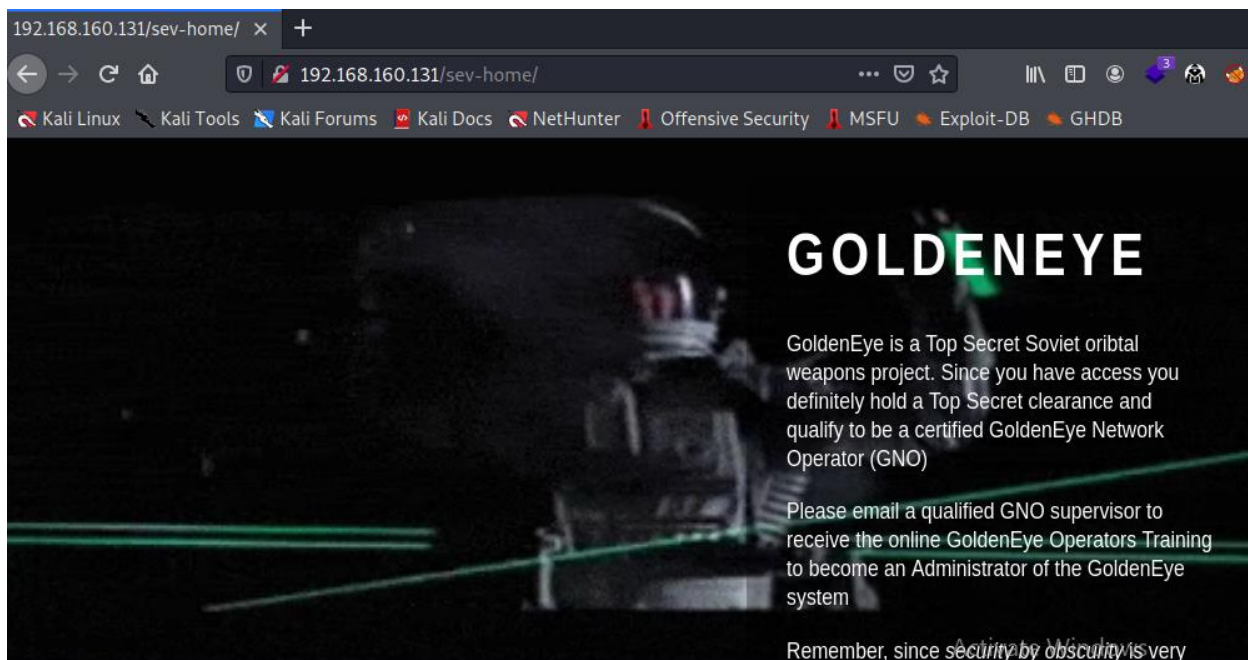 192.168.160.131/sev-home/
192.168.160.131/sev-home/
3
Kali Linux Kali Tools Kali Forums Kali Docs NetHunter Offensive Security MSFU Exploit-DB GHDB
GOLDENEYE
GoldenEye is a Top Secret Soviet oribtal
weapons project. Since you have access you
definitely hold a Top Secret clearance and
qualify to be a certified GoldenEye Network
Operator (GNO)
Please email a qualified GNO supervisor to
receive the online GoldenEye Operators Training
to become an Administrator of the GoldenEye
system
Remember, since security by obscurity is very
Activate Windows